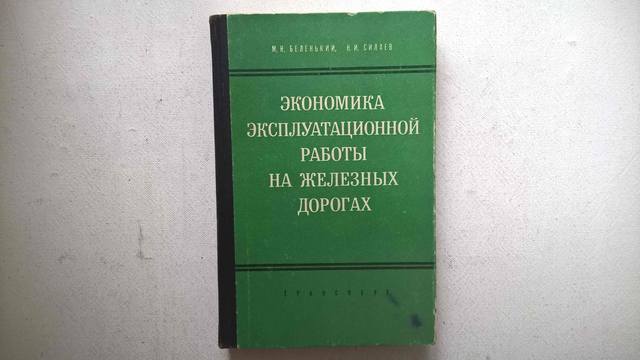 М. Н. БЕЛЕНЬКИЙ, Н. И. СИЛАЕВ
ЭКОНОМИКА
ЭКСПЛУАТАЦИОННОЙ
РАБОТЫ
НА ЖЕЛЕЗНЫХ
ДОРОГАХ
ТРАНСПОРТ